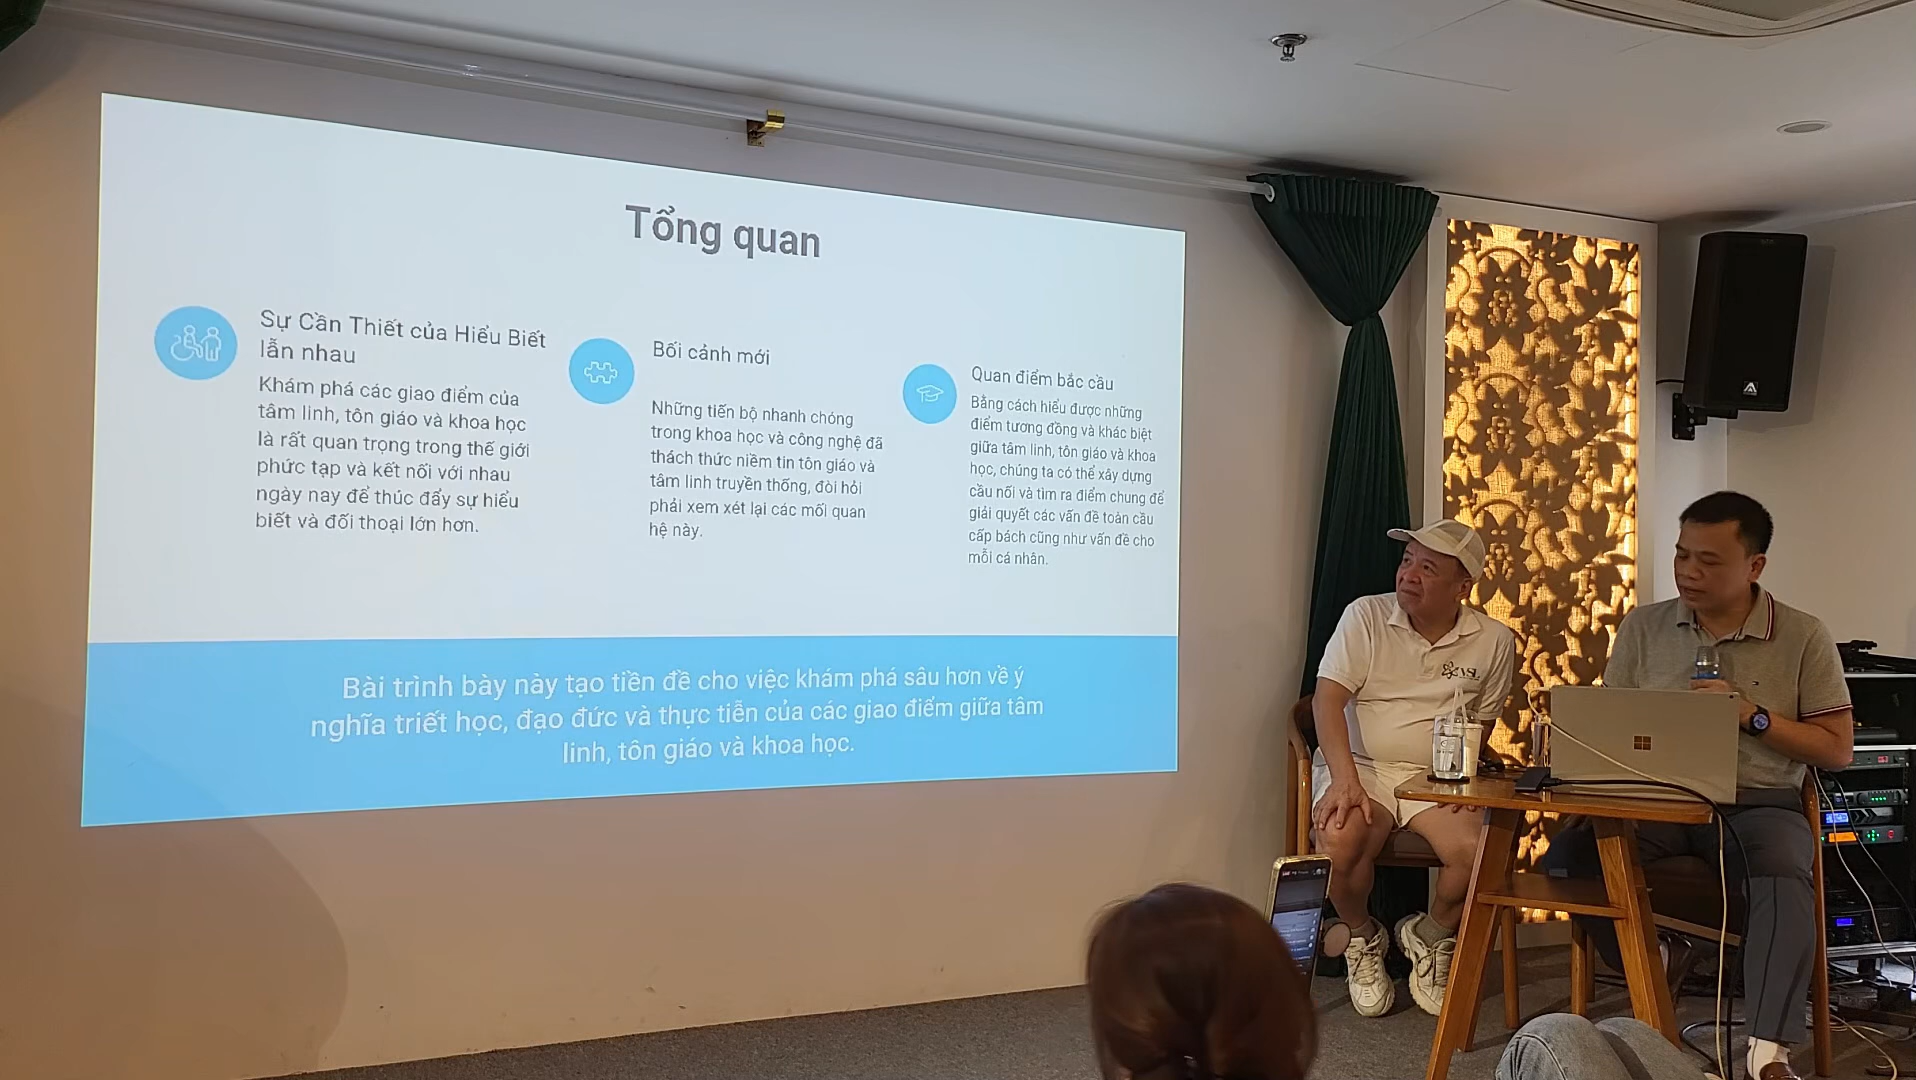 Tổng quan
Sự Cần Thiết của Hiểu Biết
lẫn nhau
Khám phá các giao điểm của
tâm linh, tôn giáo và khoa học
là rất quan trọng trong thế giới
phức tạp và kết nối với nhau
ngày nay để thúc đẩy sự hiểu
biết và đối thoại lớn hơn.
Bối cảnh mới
Những tiến bộ nhanh chóng
trong khoa học và công nghệ đã
thách thức niềm tin tôn giáo và
tâm linh truyền thống, đòi hỏi
phải xem xét lại các mối quan
hệ này.
Quan điểm bắc cầu
Bằng cách hiểu được những
điểm tương đồng và khác biệt
giữa tâm linh, tôn giáo và khoa
học, chúng ta có thể xây dựng
cầu nối và tìm ra điểm chung để
giải quyết các vấn đề toàn cầu
cấp bách cũng như vấn đề cho
mỗi cá nhân.
Bài trình bày này tạo tiền đề cho việc khám phá sâu hơn về ý
nghĩa triết học, đạo đức và thực tiễn của các giao điểm giữa tâm
linh, tôn giáo và khoa học.